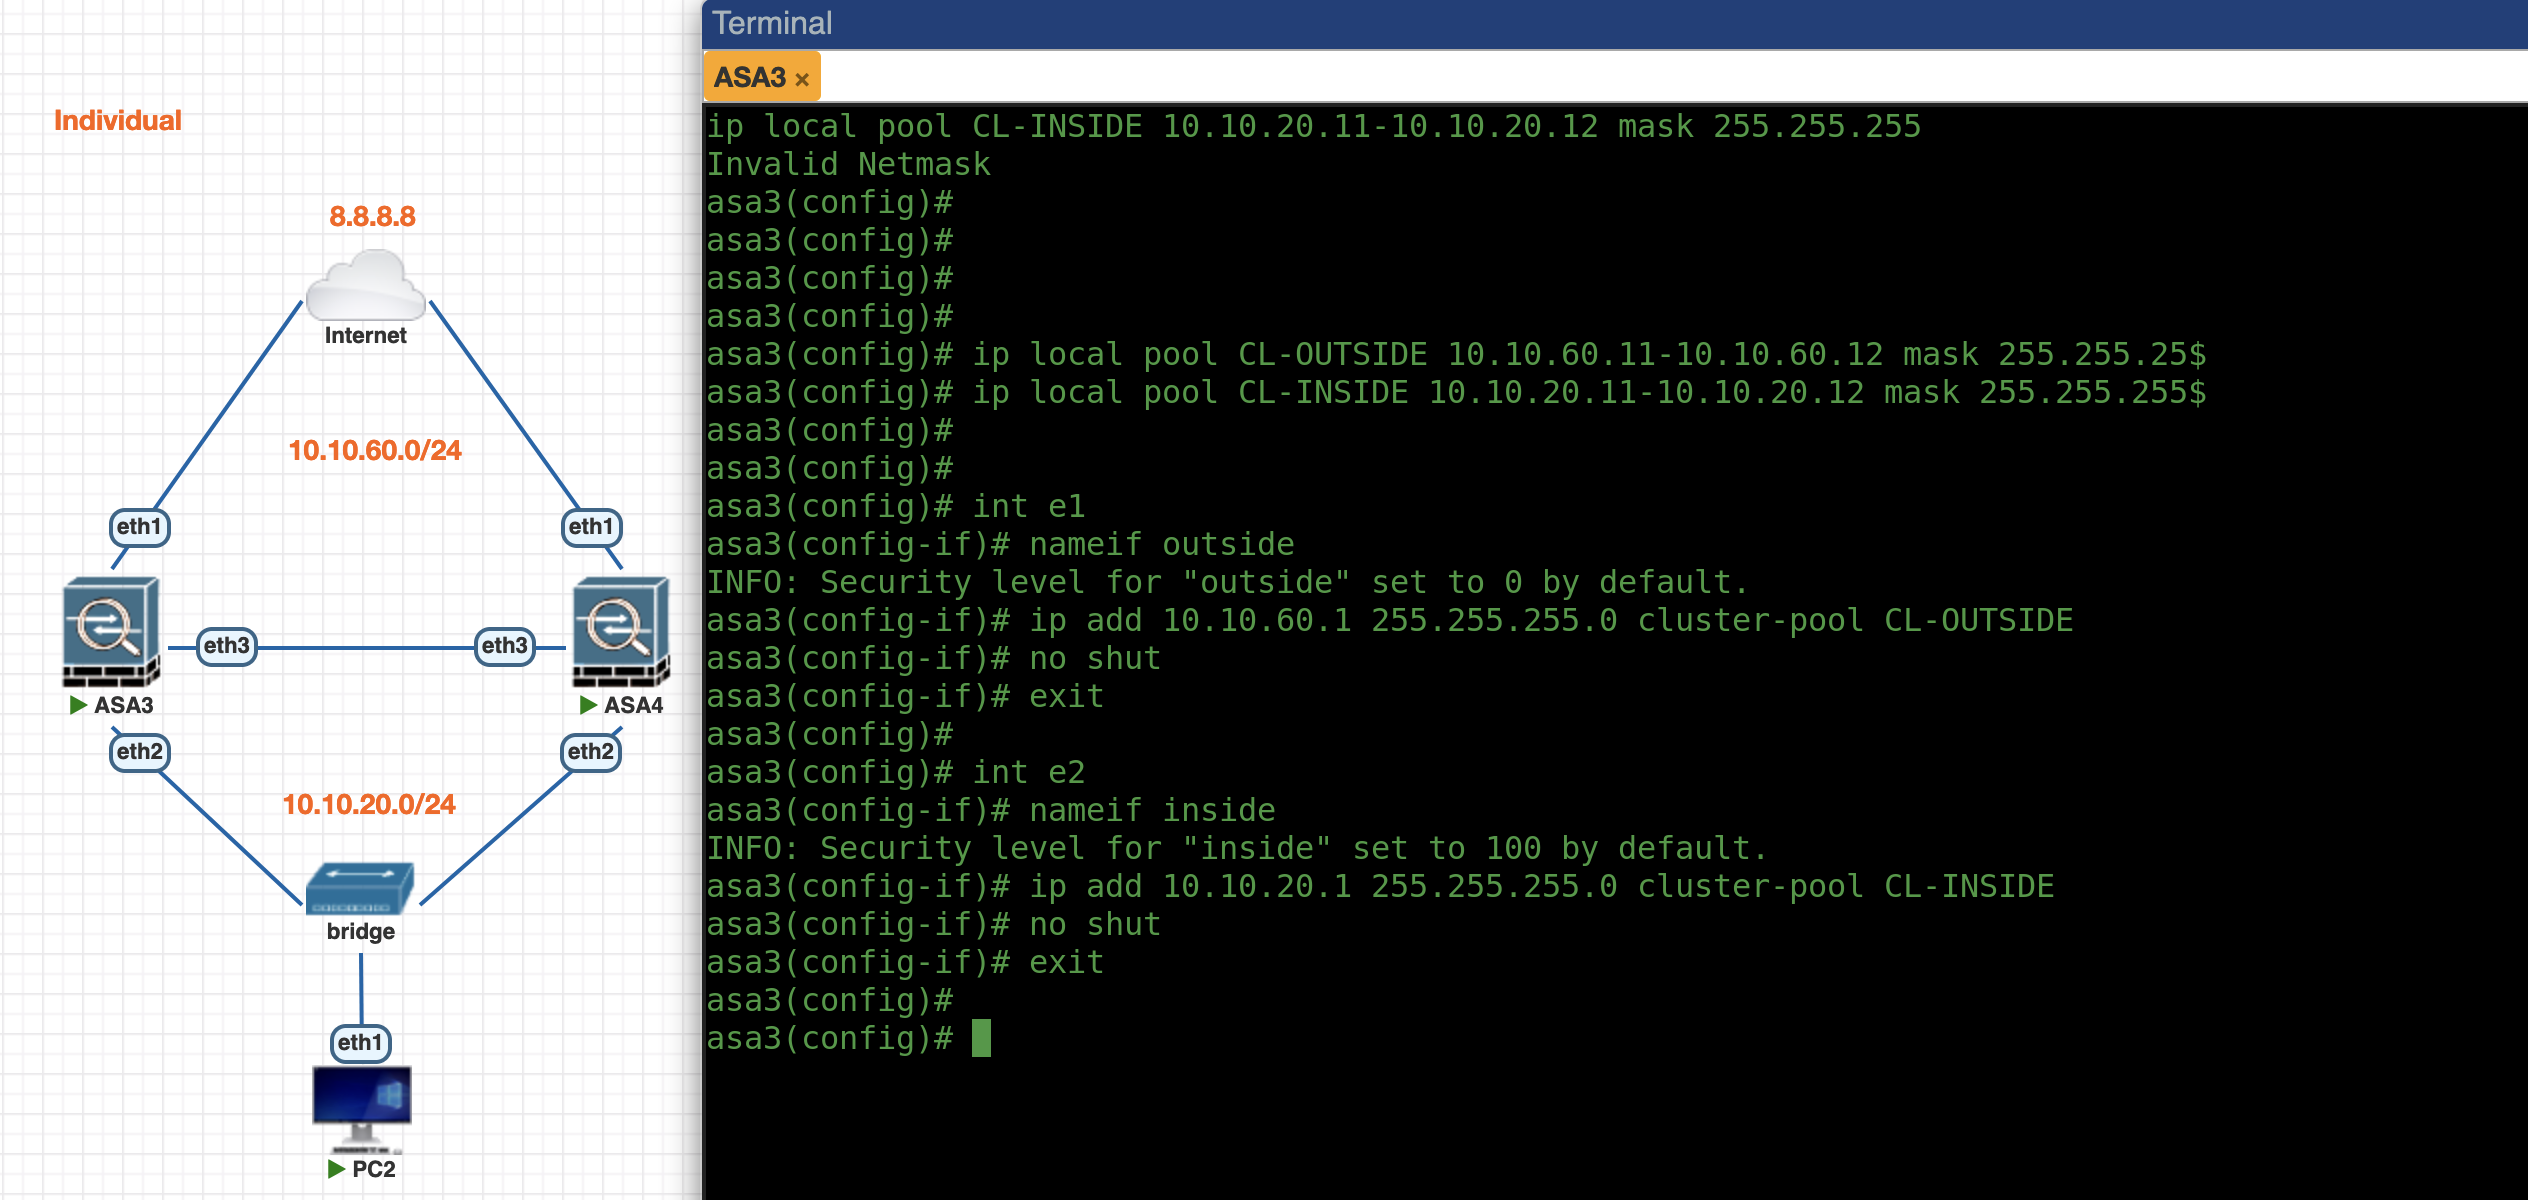 Individual
8.8.8.8
Internet
10.10.60.0/24
eth1
eth1
eth3
eth3
ASA3
ASA4
eth2
eth2
10.10.20.0/24
bridge
eth1
PC2
Terminal
ASA3 ×
ip local pool CL-INSIDE 10.10.20.11-10.10.20.12 mask 255.255.255
Invalid Netmask
asa3(config)#
asa3(config)#
asa3(config)#
asa3(config)#
asa3(config)# ip local pool CL-OUTSIDE 10.10.60.11-10.10.60.12 mask 255.255.25$
asa3(config)# ip local pool CL-INSIDE 10.10.20.11-10.10.20.12 mask 255.255.255$
asa3(config)#
asa3(config)#
asa3(config)# int e1
asa3(config-if)# nameif outside
INFO: Security level for "outside" set to 0 by default.
asa3(config-if)# ip add 10.10.60.1 255.255.255.0 cluster-pool CL-OUTSIDE
asa3(config-if)# no shut
asa3(config-if)# exit
asa3(config)#
asa3(config)# int e2
asa3(config-if)# nameif inside
INFO: Security level for "inside" set to 100 by default.
asa3(config-if)# ip add 10.10.20.1 255.255.255.0 cluster-pool CL-INSIDE
asa3(config-if)# no shut
asa3(config-if)# exit
asa3(config)#
asa3(config)#